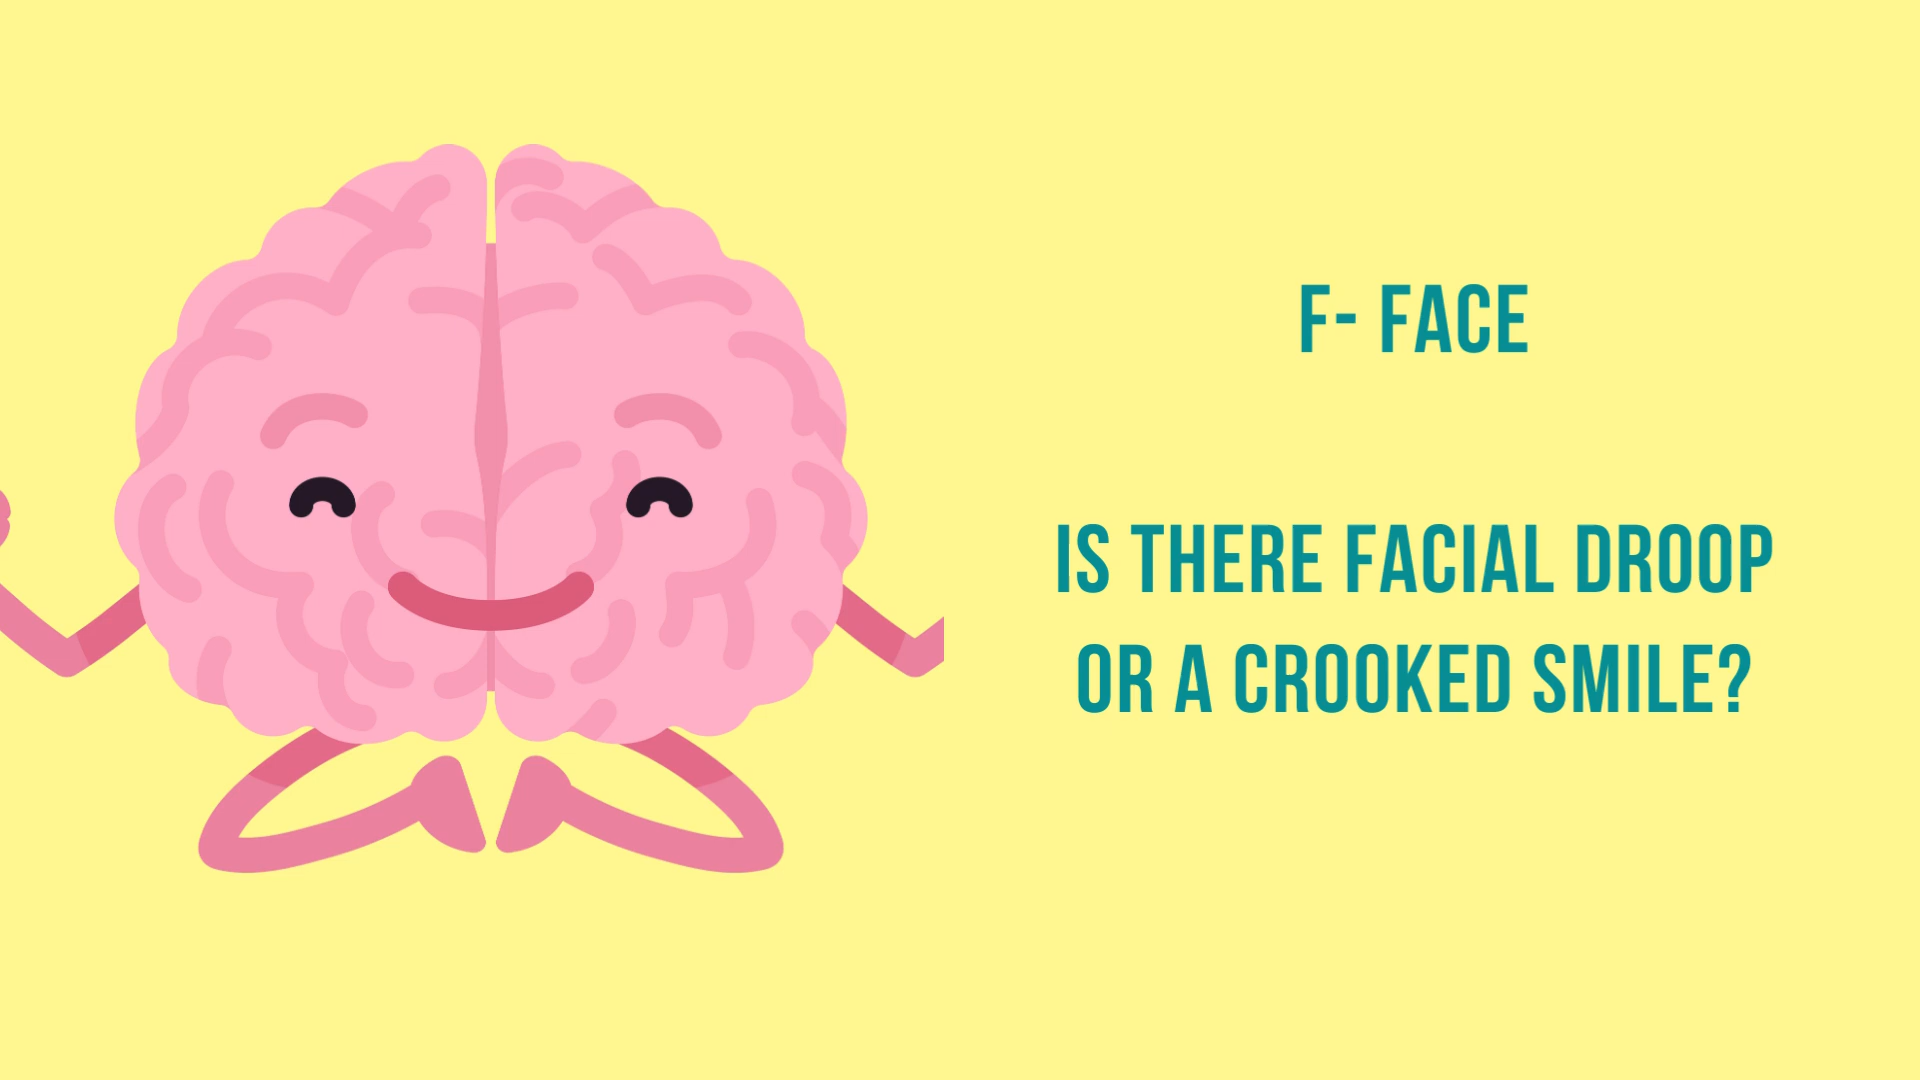 F- FACE
IS THERE FACIAL DROOP
OR A CROOKED SMILE?